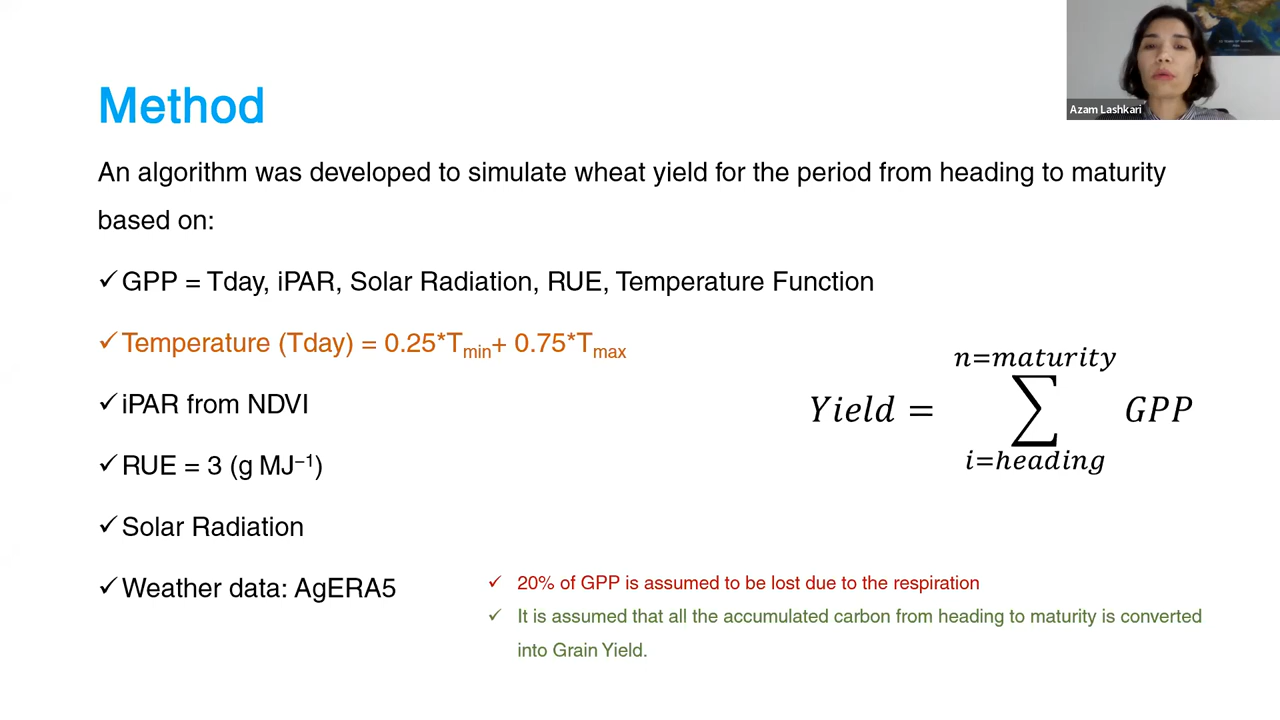 Azam Lashkari
Method
An algorithm was developed to simulate wheat yield for the period from heading to maturity
based on:
✓ GPP = Tday, iPAR, Solar Radiation, RUE, Temperature Function
✓ Temperature (Tday) = 0.25*Tmin+ 0.75*Tmax
✓ iPAR from NDVI
✓ RUE = 3 (g MJ⁻¹)
✓ Solar Radiation
✓ Weather data: AgERA5
n=maturity
Yield = ∑ GPP
i=heading
✓ 20% of GPP is assumed to be lost due to the respiration
✓ It is assumed that all the accumulated carbon from heading to maturity is converted
into Grain Yield.